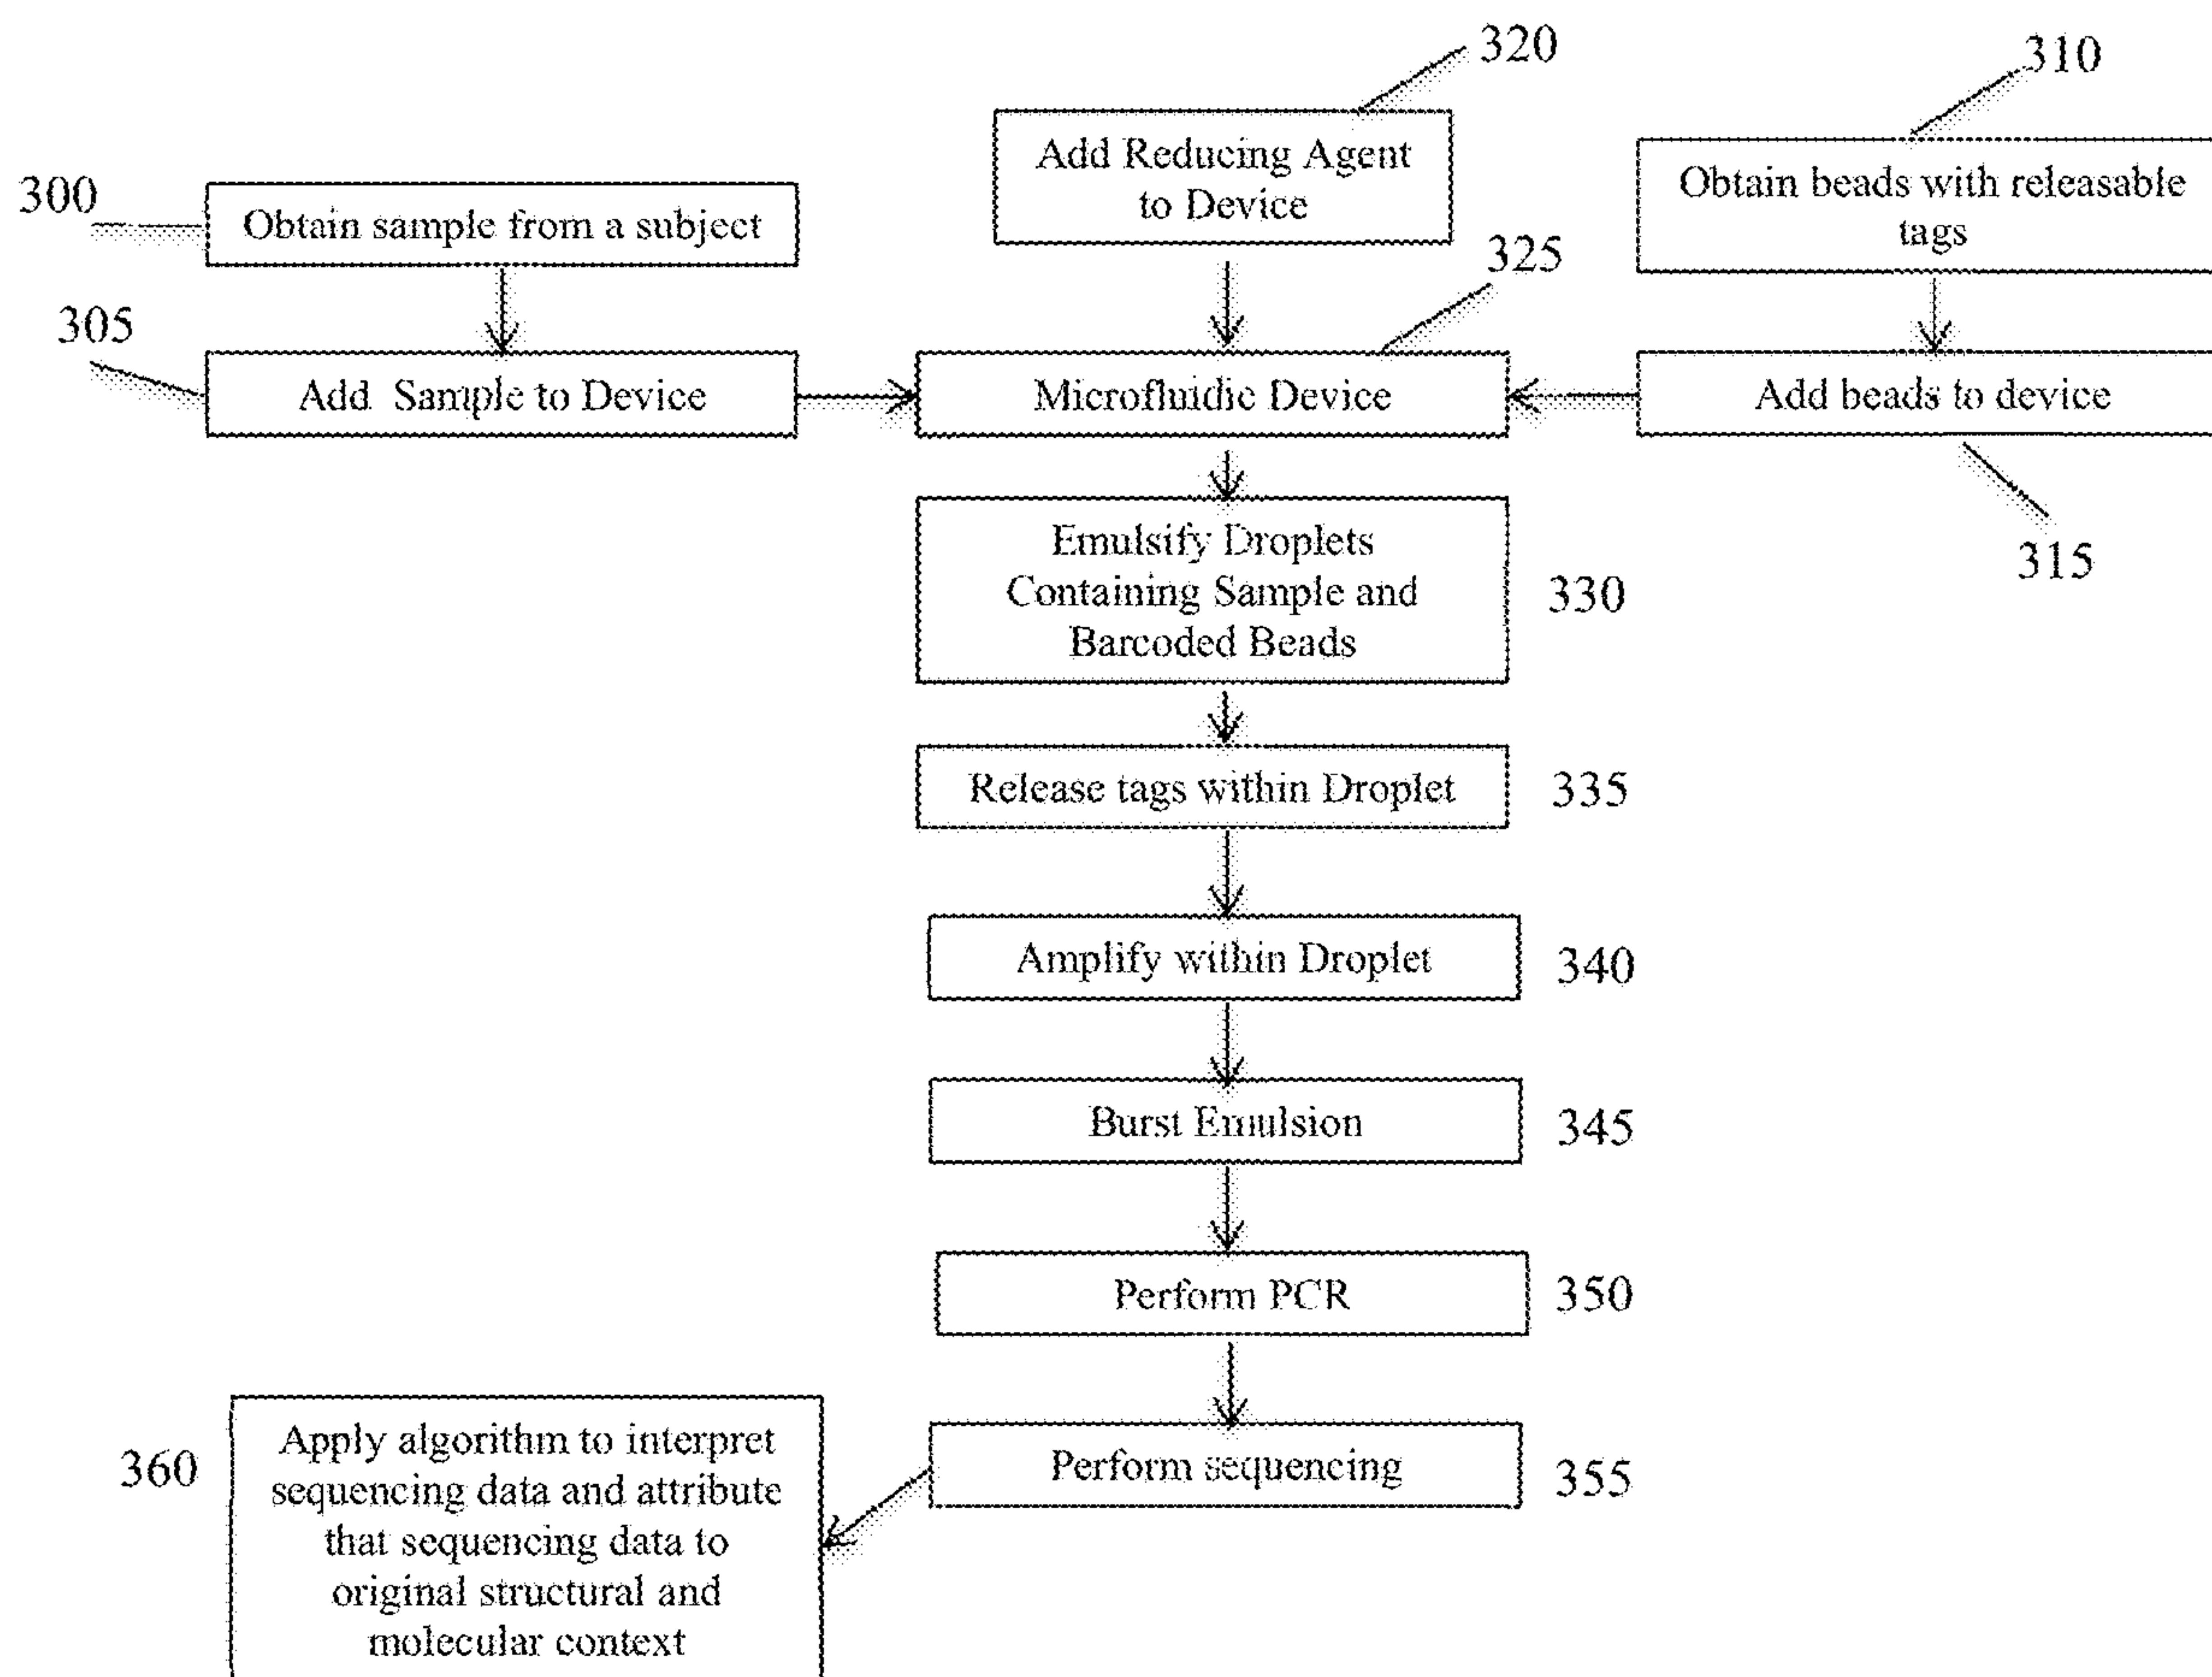 320
310
Add Reducing Agent
to Device
Obtain beads with releasable
tags
300
Obtain sample from a subject
325
305
Add Sample to Device
Microfluidic Device
Add beads to device
315
Emulsify Droplets
Containing Sample and
Barcoded Beads
330
Release tags within Droplet
335
Amplify within Droplet
340
Burst Emulsion
345
Perform PCR
350
Perform sequencing
355
360
Apply algorithm to interpret
sequencing data and attribute
that sequencing data to
original structural and
molecular context